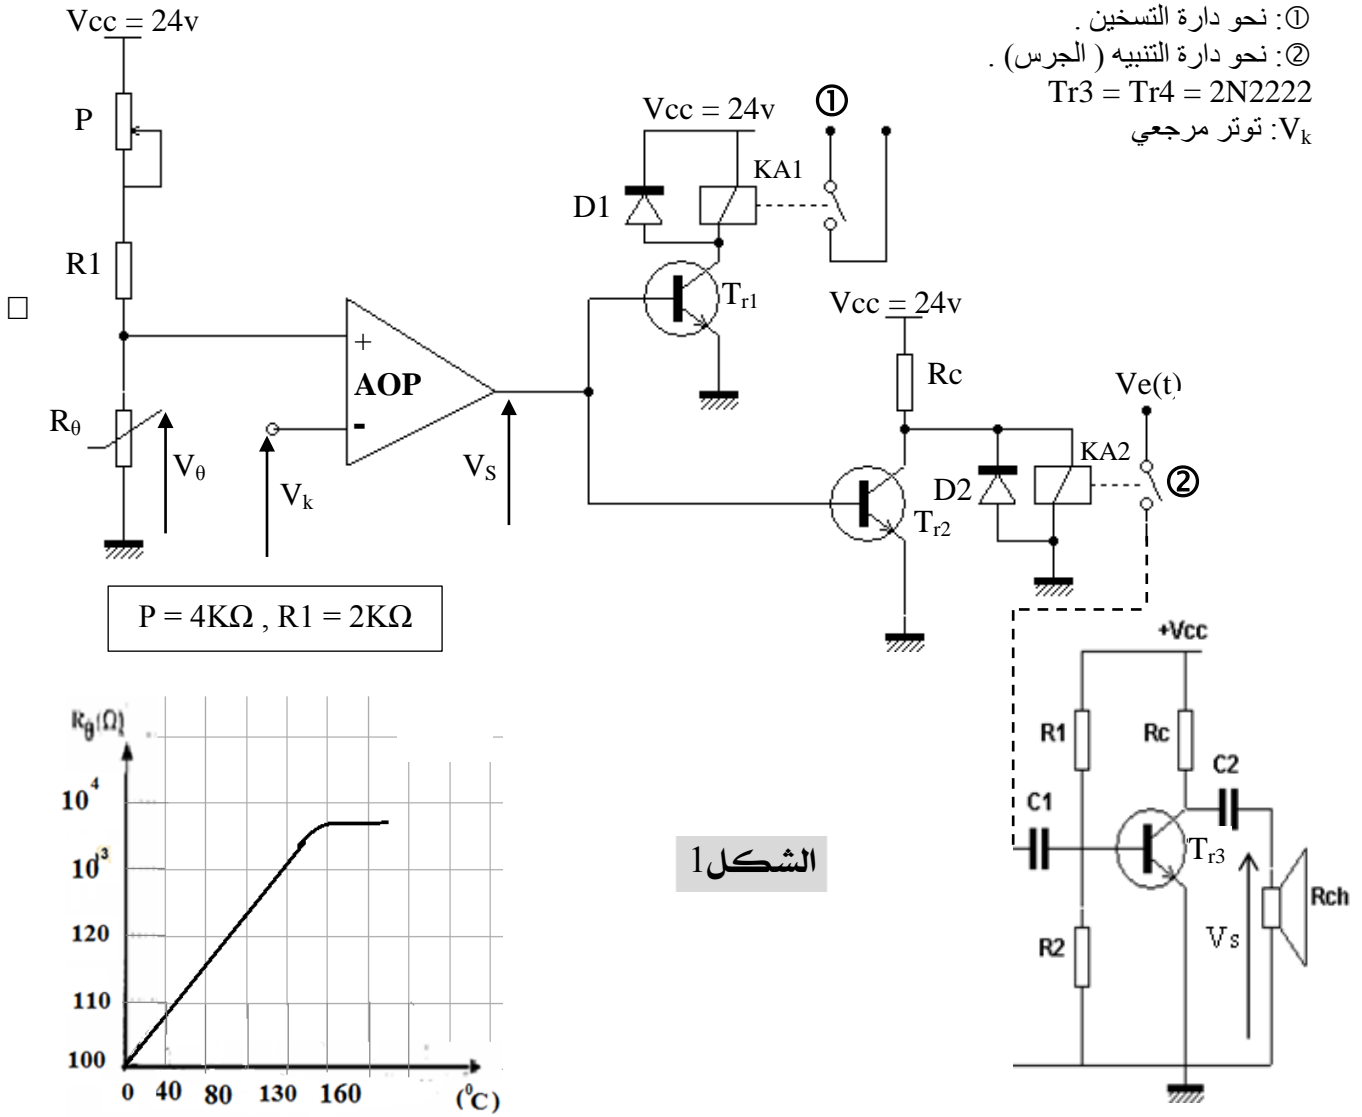 Vcc = 24v
①: نحو دارة التسخين .
②: نحو دارة التنبيه ( الجرس) .
Tr3 = Tr4 = 2N2222
Vk: توتر مرجعي
P
R1
Rθ
Vθ
Vk
+
AOP
-
VS
Vcc = 24v
①
KA1
D1
Tr1
Vcc = 24v
Rc
Ve(t)
KA2
D2
②
Tr2
P = 4KΩ , R1 = 2KΩ
+Vcc
R1
Rc
C2
C1
Tr3
Rch
R2
Vs
الشكل1
Rθ(Ω)
10⁴
10³
120
110
100
0 40 80 130 160 (⁰C)